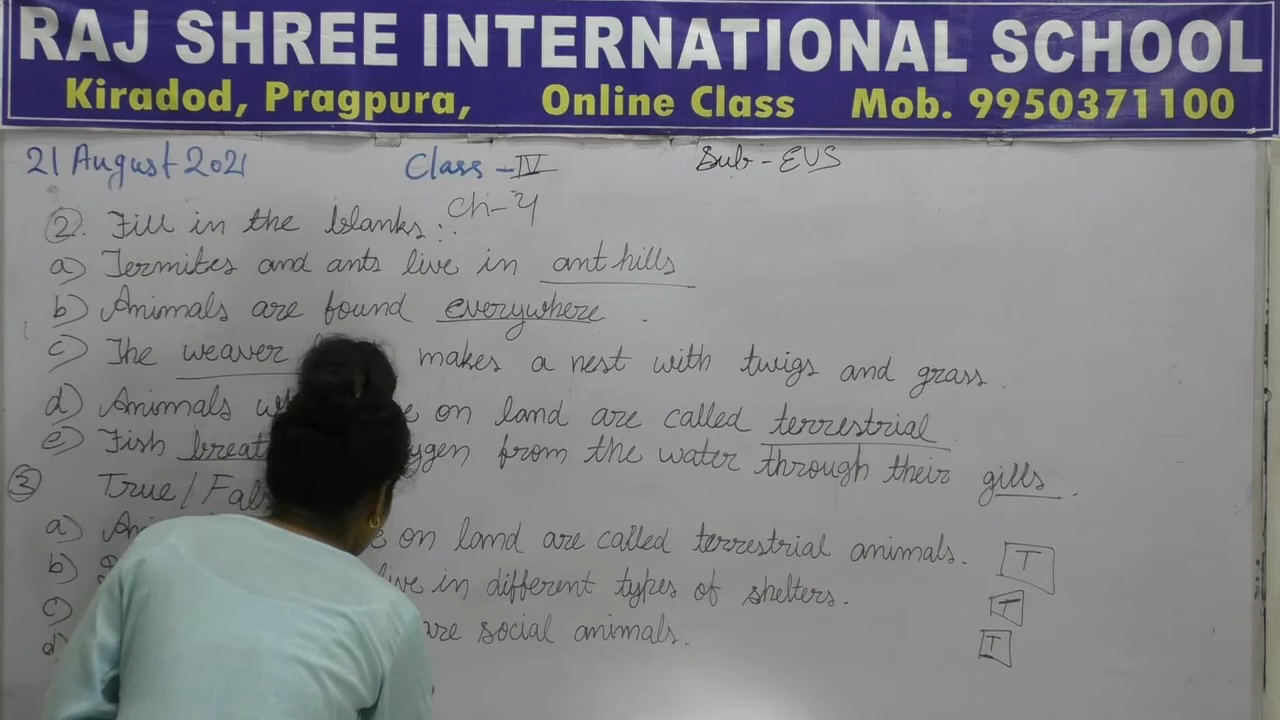 RAJ SHREE INTERNATIONAL SCHOOL
Kiradod, Pragpura, Online Class Mob. 9950371100
21 August 2021 Class - IV Sub - EVS
Ch-4
2. Fill in the blanks :.
a) Termites and ants live in ant hills
b) Animals are found everywhere.
c) The weaver makes a nest with twigs and grass.
d) Animals on land are called terrestrial.
e) Fish from the water through their gills.
3 True/
a) on land are called terrestrial animals. T
b) live in different types of shelters. T
c) are social animals. T
d)